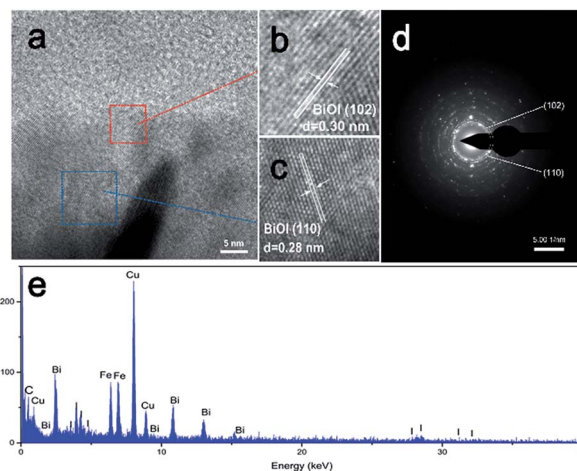 a
5 nm
b
BiOI (102)
d=0.30 nm
c
BiOI (110)
d=0.28 nm
d
(102)
(110)
5.00 1/nm
e
200
100
0
0
10
20
30
Energy (keV)
C
Cu
Bi
Bi
I
I
I
I
Fe
Fe
Cu
Cu
Bi
Bi
Bi
Bi
I
I
I
I